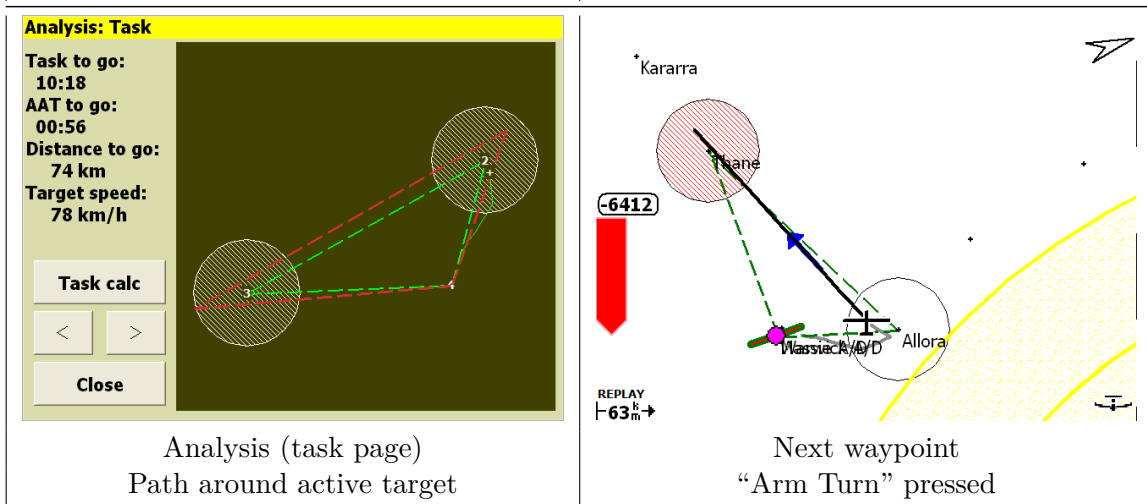 Analysis: Task
Task to go:
10:18
AAT to go:
00:56
Distance to go:
74 km
Target speed:
78 km/h
Task calc
< >
Close
2
3
4
Analysis (task page)
Path around active target
Kararra
Thane
-6412
Allora
REPLAY
63 km
Next waypoint
“Arm Turn” pressed